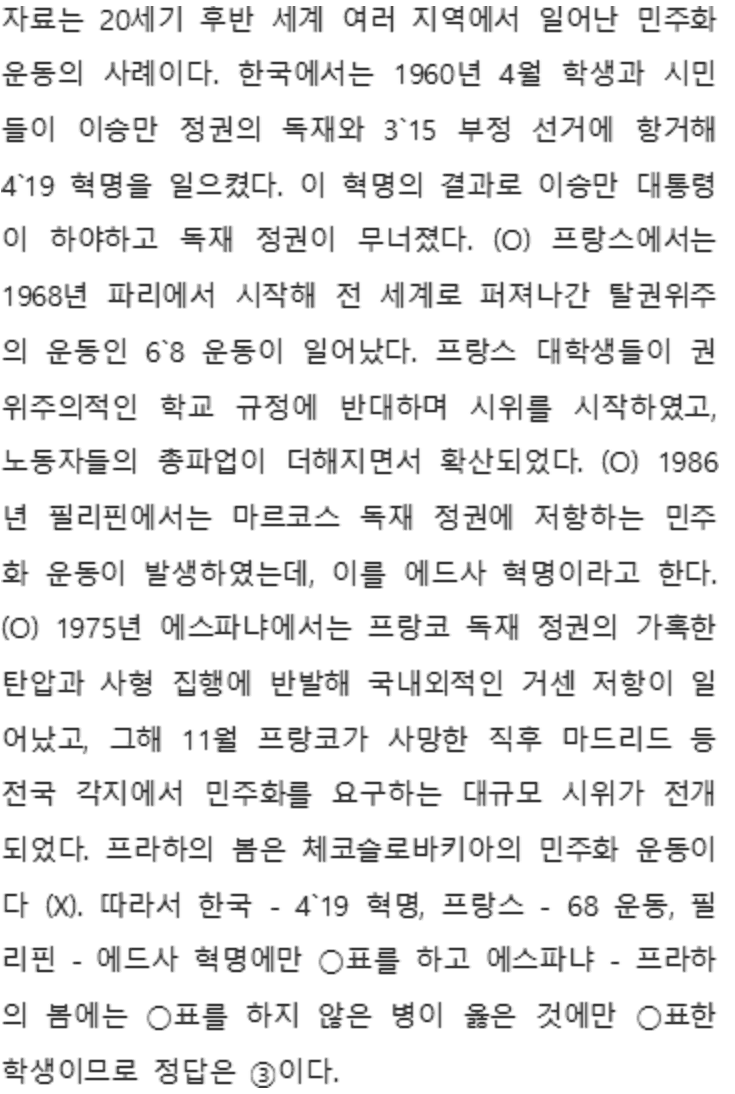 자료는 20세기 후반 세계 여러 지역에서 일어난 민주화
운동의 사례이다. 한국에서는 1960년 4월 학생과 시민
들이 이승만 정권의 독재와 3`15 부정 선거에 항거해
4`19 혁명을 일으켰다. 이 혁명의 결과로 이승만 대통령
이 하야하고 독재 정권이 무너졌다. (O) 프랑스에서는
1968년 파리에서 시작해 전 세계로 퍼져나간 탈권위주
의 운동인 6`8 운동이 일어났다. 프랑스 대학생들이 권
위주의적인 학교 규정에 반대하며 시위를 시작하였고,
노동자들의 총파업이 더해지면서 확산되었다. (O) 1986
년 필리핀에서는 마르코스 독재 정권에 저항하는 민주
화 운동이 발생하였는데, 이를 에드사 혁명이라고 한다.
(O) 1975년 에스파냐에서는 프랑코 독재 정권의 가혹한
탄압과 사형 집행에 반발해 국내외적인 거센 저항이 일
어났고, 그해 11월 프랑코가 사망한 직후 마드리드 등
전국 각지에서 민주화를 요구하는 대규모 시위가 전개
되었다. 프라하의 봄은 체코슬로바키아의 민주화 운동이
다 (X). 따라서 한국 - 4`19 혁명, 프랑스 - 68 운동, 필
리핀 - 에드사 혁명에만 ○표를 하고 에스파냐 - 프라하
의 봄에는 ○표를 하지 않은 병이 옳은 것에만 ○표한
학생이므로 정답은 ③이다.